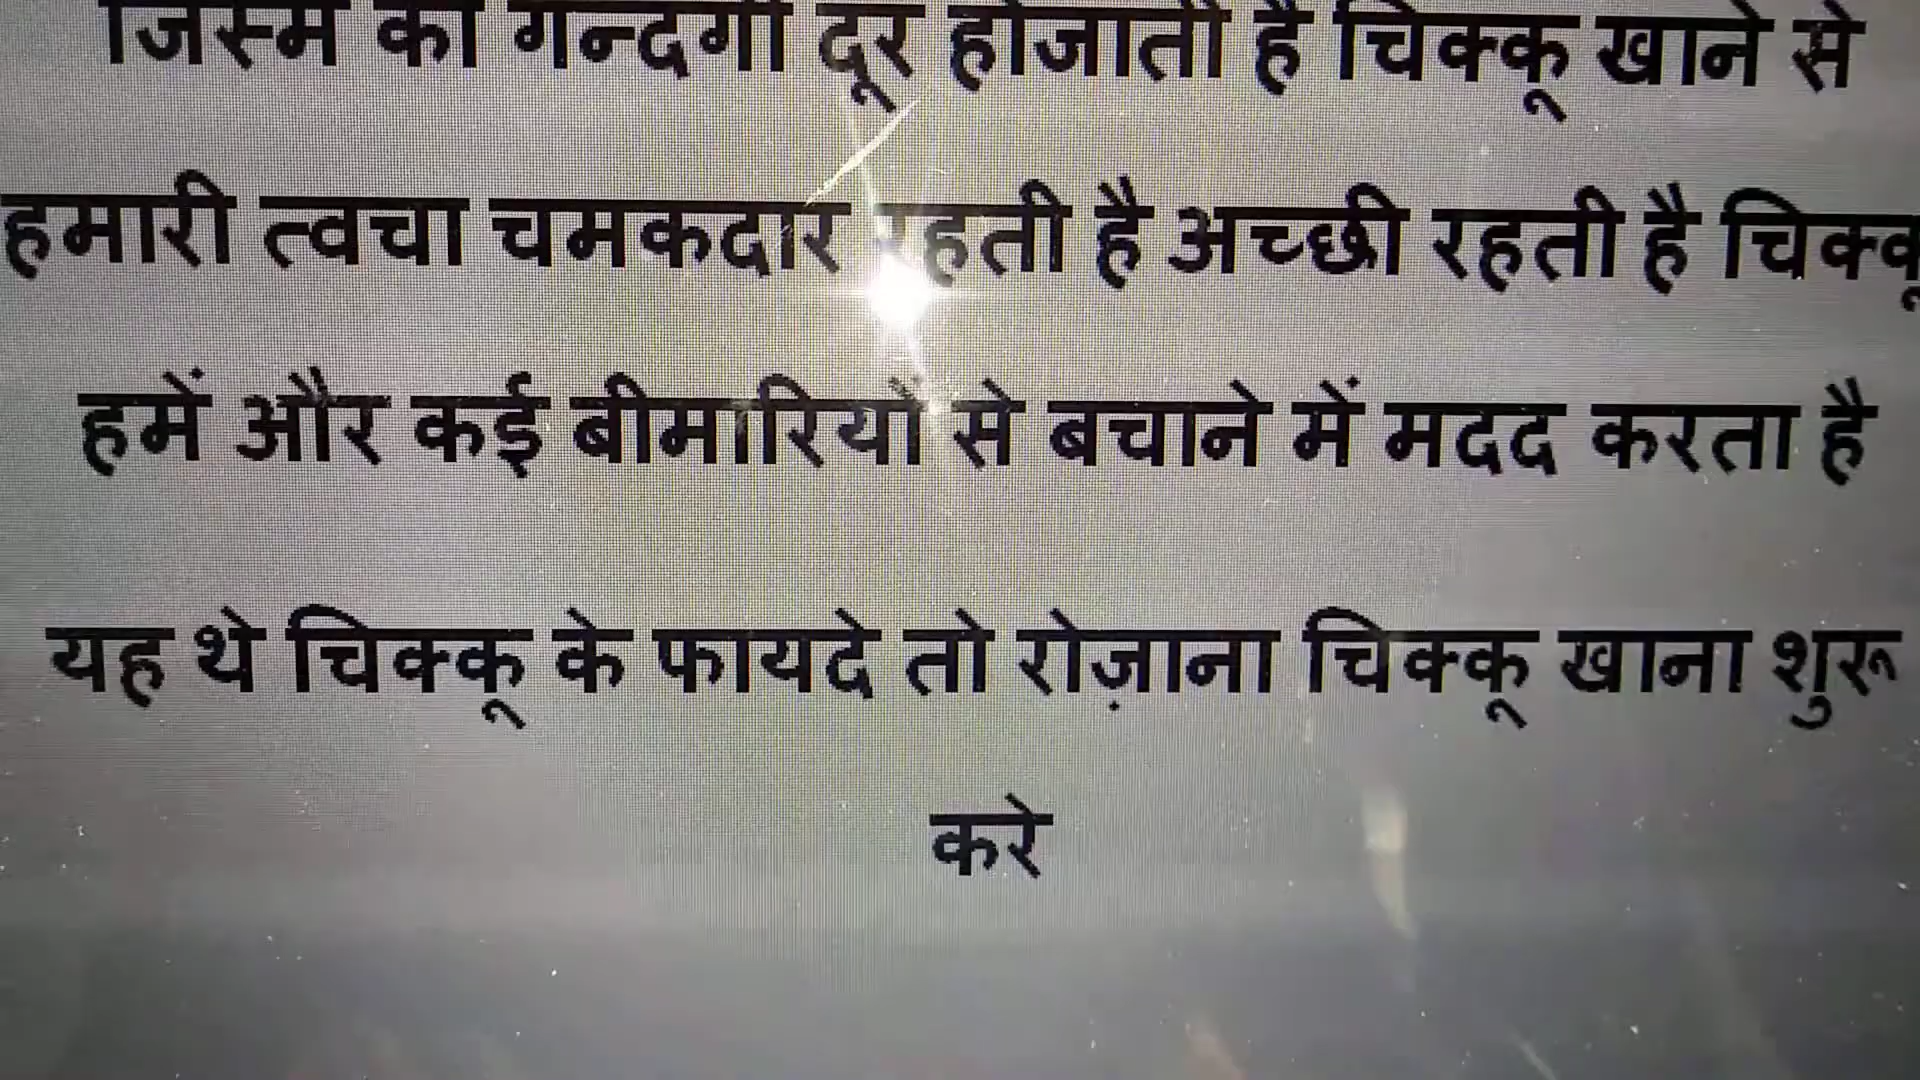 जिस्म की गन्दगी दूर होजाती है चिक्कू खाने से
हमारी त्वचा चमकदार रहती है अच्छी रहती है चिक्कू
हमें और कई बीमारियों से बचाने में मदद करता है
यह थे चिक्कू के फायदे तो रोज़ाना चिक्कू खाना शुरू
करे